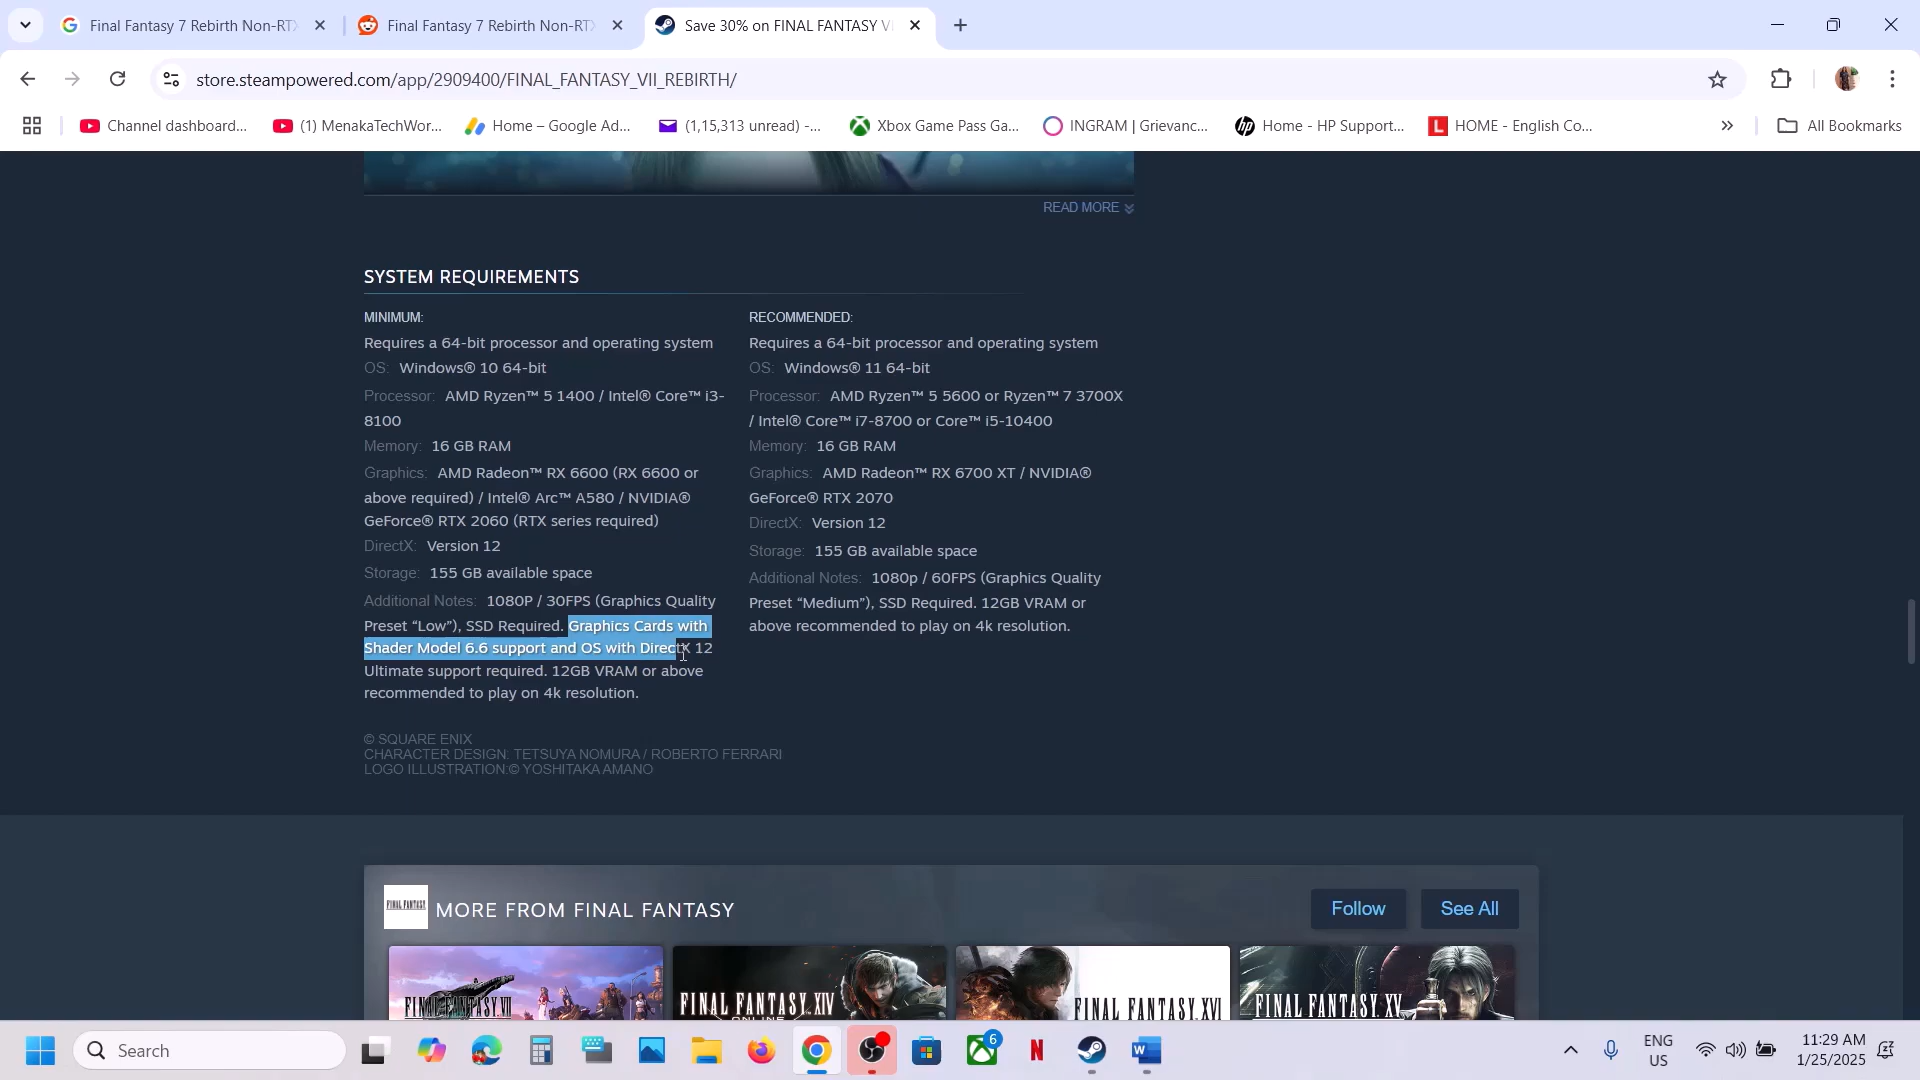 Final Fantasy 7 Rebirth Non-RTX
Final Fantasy 7 Rebirth Non-RTX
Save 30% on FINAL FANTASY VI
store.steampowered.com/app/2909400/FINAL_FANTASY_VII_REBIRTH/
Channel dashboard...
(1) MenakaTechWor...
Home – Google Ad...
(1,15,313 unread) -...
Xbox Game Pass Ga...
INGRAM | Grievanc...
Home - HP Support...
HOME - English Co...
All Bookmarks
READ MORE
SYSTEM REQUIREMENTS
MINIMUM:
Requires a 64-bit processor and operating system
OS: Windows® 10 64-bit
Processor: AMD Ryzen™ 5 1400 / Intel® Core™ i3-
8100
Memory: 16 GB RAM
Graphics: AMD Radeon™ RX 6600 (RX 6600 or
above required) / Intel® Arc™ A580 / NVIDIA®
GeForce® RTX 2060 (RTX series required)
DirectX: Version 12
Storage: 155 GB available space
Additional Notes: 1080P / 30FPS (Graphics Quality
Preset “Low”), SSD Required. Graphics Cards with
Shader Model 6.6 support and OS with DirectX 12
Ultimate support required. 12GB VRAM or above
recommended to play on 4k resolution.
RECOMMENDED:
Requires a 64-bit processor and operating system
OS: Windows® 11 64-bit
Processor: AMD Ryzen™ 5 5600 or Ryzen™ 7 3700X
/ Intel® Core™ i7-8700 or Core™ i5-10400
Memory: 16 GB RAM
Graphics: AMD Radeon™ RX 6700 XT / NVIDIA®
GeForce® RTX 2070
DirectX: Version 12
Storage: 155 GB available space
Additional Notes: 1080p / 60FPS (Graphics Quality
Preset “Medium”), SSD Required. 12GB VRAM or
above recommended to play on 4k resolution.
© SQUARE ENIX
CHARACTER DESIGN: TETSUYA NOMURA / ROBERTO FERRARI
LOGO ILLUSTRATION:© YOSHITAKA AMANO
FINAL FANTASY
MORE FROM FINAL FANTASY
Follow
See All
FINAL FANTASY VII
FINAL FANTASY XIV
ONLINE
FINAL FANTASY XVI
FINAL FANTASY XV
Search
6
ENG
US
11:29 AM
1/25/2025